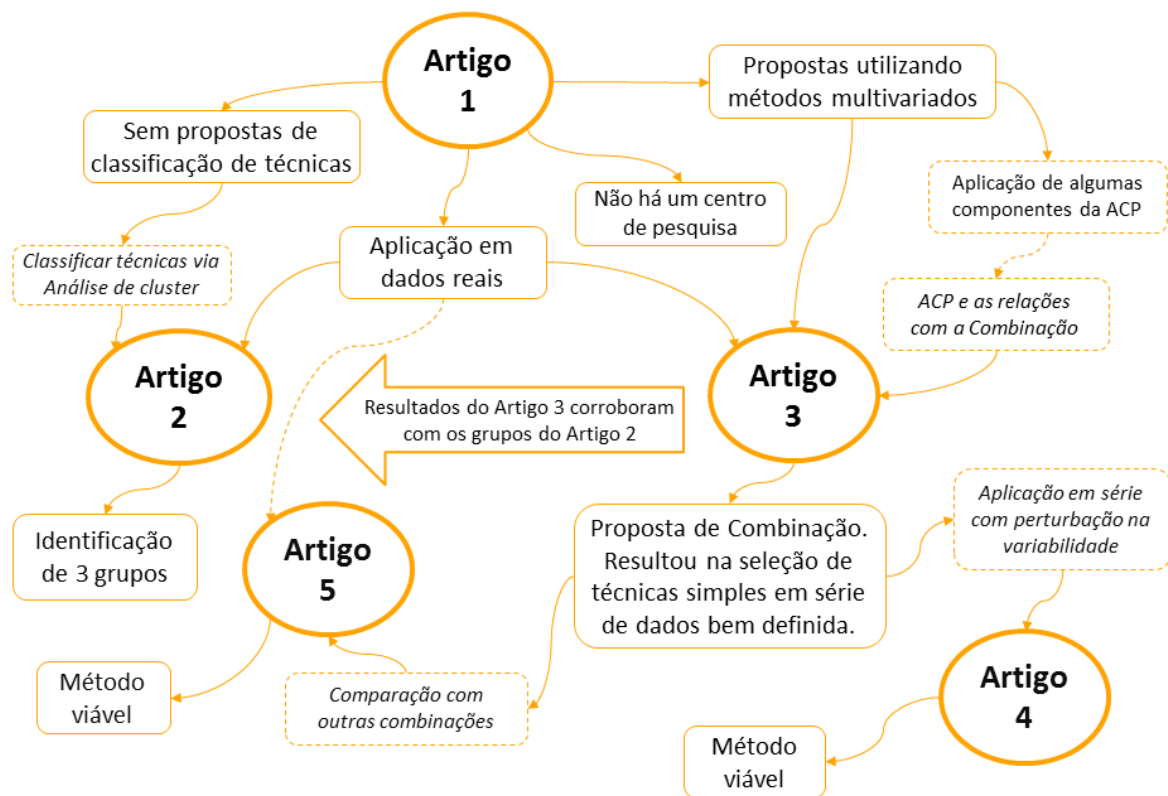 Artigo
1
Propostas utilizando
métodos multivariados
Sem propostas de
classificação de técnicas
Não há um centro
de pesquisa
Aplicação de algumas
componentes da ACP
Classificar técnicas via
Análise de cluster
Aplicação em
dados reais
ACP e as relações
com a Combinação
Artigo
2
Resultados do Artigo 3 corroboram
com os grupos do Artigo 2
Artigo
3
Identificação
de 3 grupos
Artigo
5
Proposta de Combinação.
Resultou na seleção de
técnicas simples em série
de dados bem definida.
Aplicação em série
com perturbação na
variabilidade
Método
viável
Comparação com
outras combinações
Artigo
4
Método
viável